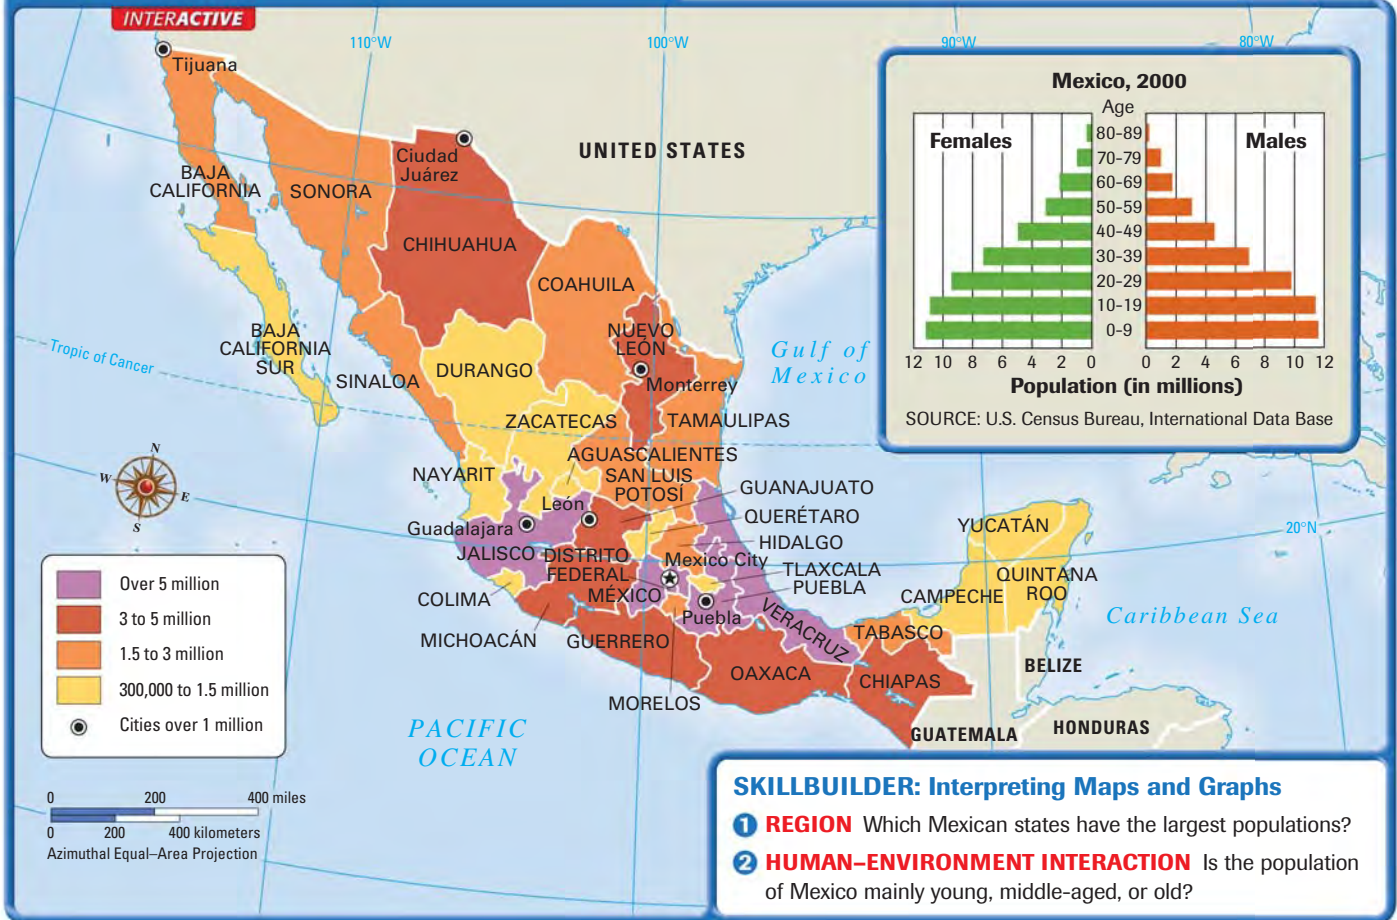 INTERACTIVE
110°W
100°W
90°W
80°W
Tijuana
Ciudad
Juárez
UNITED STATES
BAJA
CALIFORNIA
SONORA
CHIHUAHUA
COAHUILA
BAJA
CALIFORNIA
SUR
NUEVO
LEÓN
Tropic of Cancer
SINALOA
DURANGO
Monterrey
Gulf of
Mexico
ZACATECAS
TAMAULIPAS
NAYARIT
AGUASCALIENTES
SAN LUIS
POTOSÍ
León
GUANAJUATO
Guadalajara
QUERÉTARO
HIDALGO
JALISCO
DISTRITO
FEDERAL
Mexico City
TLAXCALA
PUEBLA
COLIMA
MÉXICO
Puebla
VERACRUZ
MICHOACÁN
GUERRERO
MORELOS
OAXACA
TABASCO
CHIAPAS
CAMPECHE
YUCATÁN
QUINTANA
ROO
20°N
Caribbean Sea
BELIZE
GUATEMALA
HONDURAS
PACIFIC
OCEAN
N
W
E
S
Mexico, 2000
Age
Females
Males
80-89
70-79
60-69
50-59
40-49
30-39
20-29
10-19
0-9
12 10 8 6 4 2 0 0 2 4 6 8 10 12
Population (in millions)
SOURCE: U.S. Census Bureau, International Data Base
Over 5 million
3 to 5 million
1.5 to 3 million
300,000 to 1.5 million
Cities over 1 million
0 200 400 miles
0 200 400 kilometers
Azimuthal Equal–Area Projection
SKILLBUILDER: Interpreting Maps and Graphs
1 REGION Which Mexican states have the largest populations?
2 HUMAN–ENVIRONMENT INTERACTION Is the population
of Mexico mainly young, middle-aged, or old?